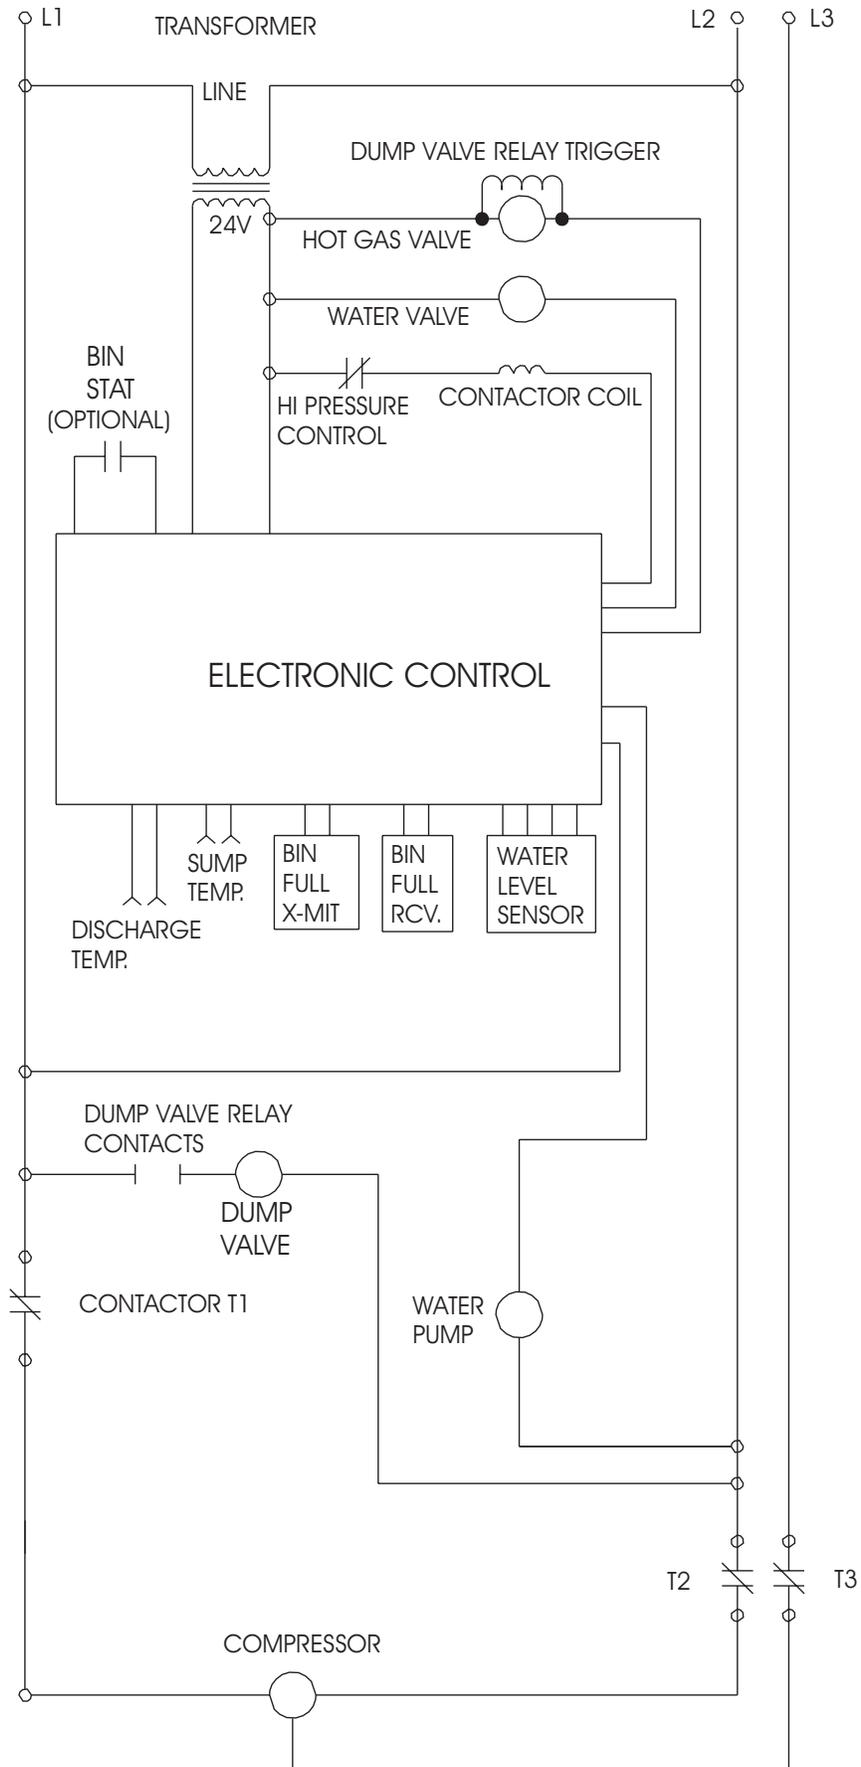 L1
TRANSFORMER
L2
L3
LINE
DUMP VALVE RELAY TRIGGER
24V
HOT GAS VALVE
WATER VALVE
BIN
STAT
(OPTIONAL)
HI PRESSURE
CONTROL
CONTACTOR COIL
ELECTRONIC CONTROL
DISCHARGE
TEMP.
SUMP
TEMP.
BIN
FULL
X-MIT
BIN
FULL
RCV.
WATER
LEVEL
SENSOR
DUMP VALVE RELAY
CONTACTS
DUMP
VALVE
CONTACTOR T1
WATER
PUMP
T2
T3
COMPRESSOR